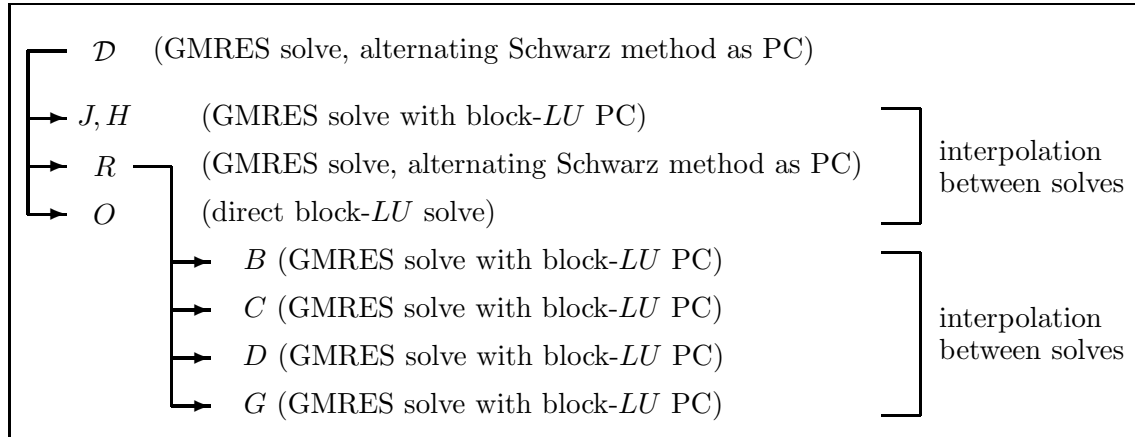 𝒟 (GMRES solve, alternating Schwarz method as PC)
J, H (GMRES solve with block-LU PC)
R (GMRES solve, alternating Schwarz method as PC)
O (direct block-LU solve)
interpolation
between solves
B (GMRES solve with block-LU PC)
C (GMRES solve with block-LU PC)
D (GMRES solve with block-LU PC)
G (GMRES solve with block-LU PC)
interpolation
between solves